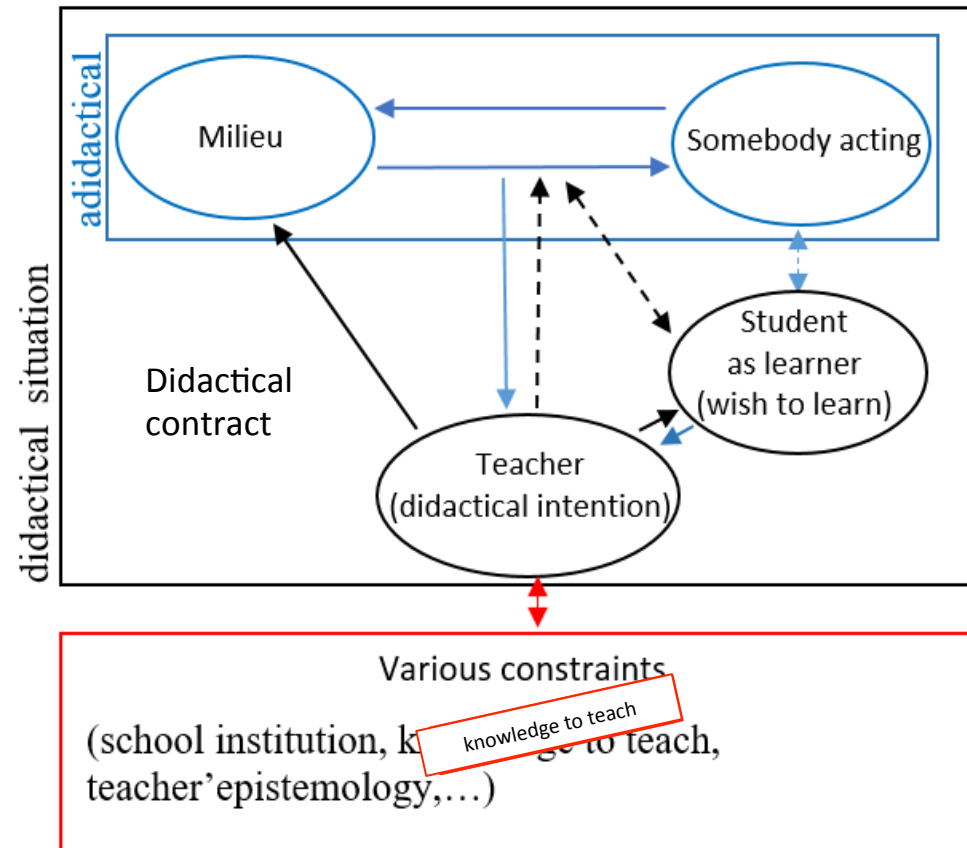 adidactical
Milieu
Somebody acting
didactical situation
Didactical
contract
Student
as learner
(wish to learn)
Teacher
(didactical intention)
Various constraints
knowledge to teach
(school institution, k ge to teach,
teacher’epistemology,…)